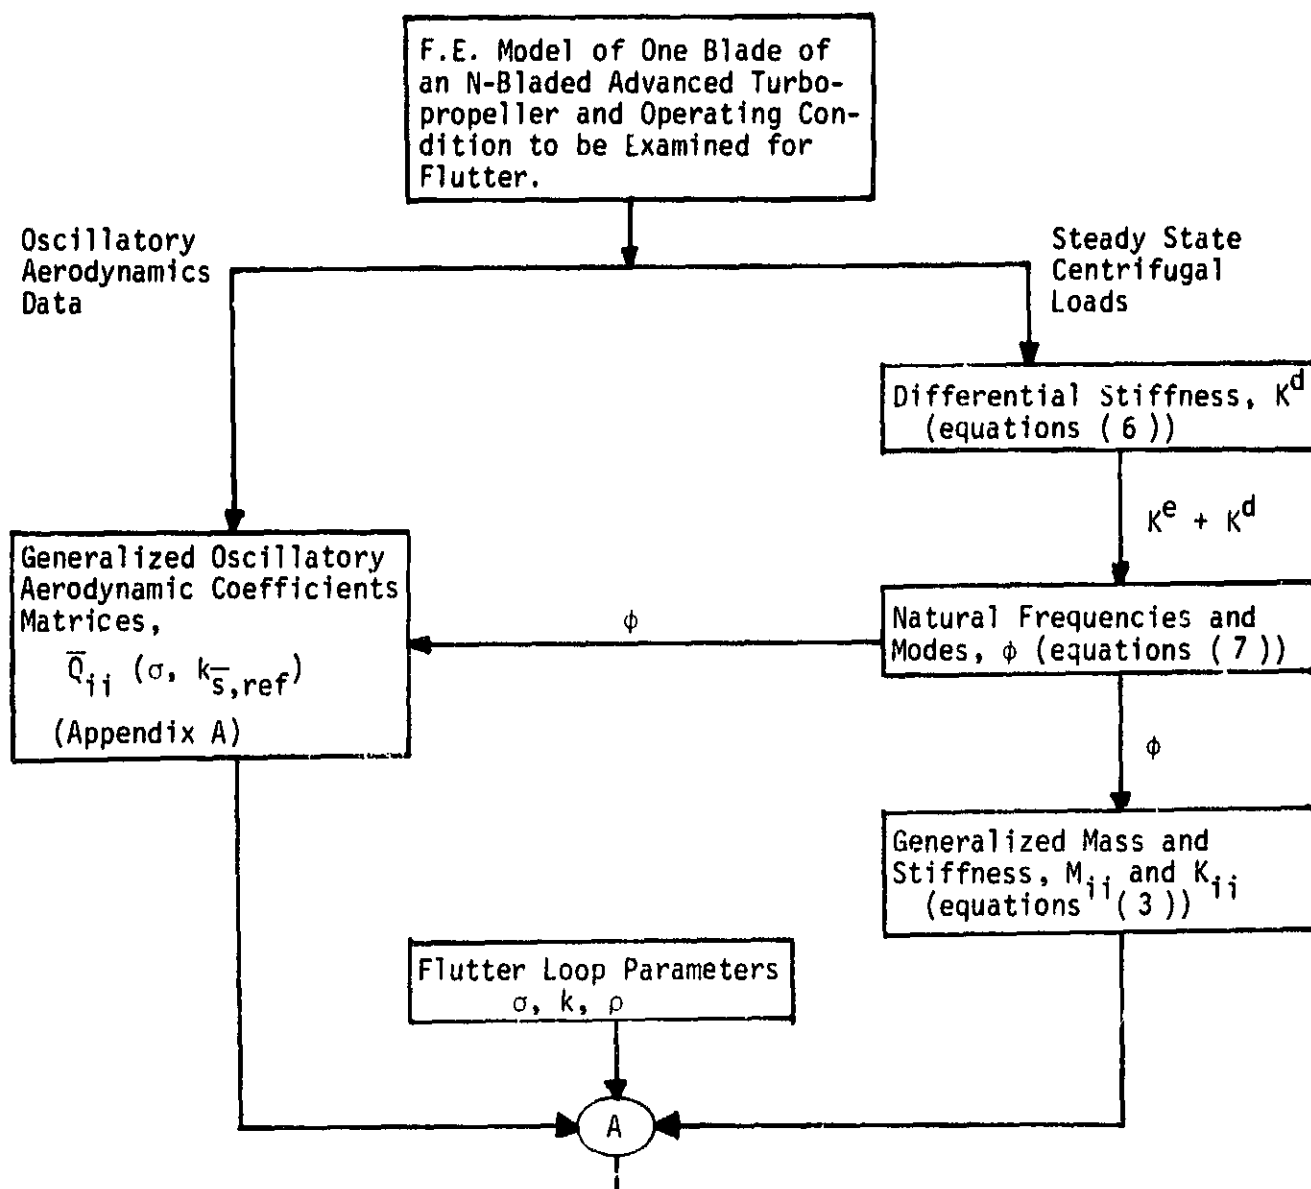 F.E. Model of One Blade of
an N-Bladed Advanced Turbo-
propeller and Operating Con-
dition to be Examined for
Flutter.
Oscillatory
Aerodynamics
Data
Steady State
Centrifugal
Loads
Differential Stiffness, K^d
(equations ( 6 ))
K^e + K^d
Generalized Oscillatory
Aerodynamic Coefficients
Matrices,
Q̅_ii (σ, k_s̅,ref)
(Appendix A)
ϕ
Natural Frequencies and
Modes, ϕ (equations ( 7 ))
ϕ
Generalized Mass and
Stiffness, M_ii and K_ii
(equations ( 3 ))
Flutter Loop Parameters
σ, k, ρ
A